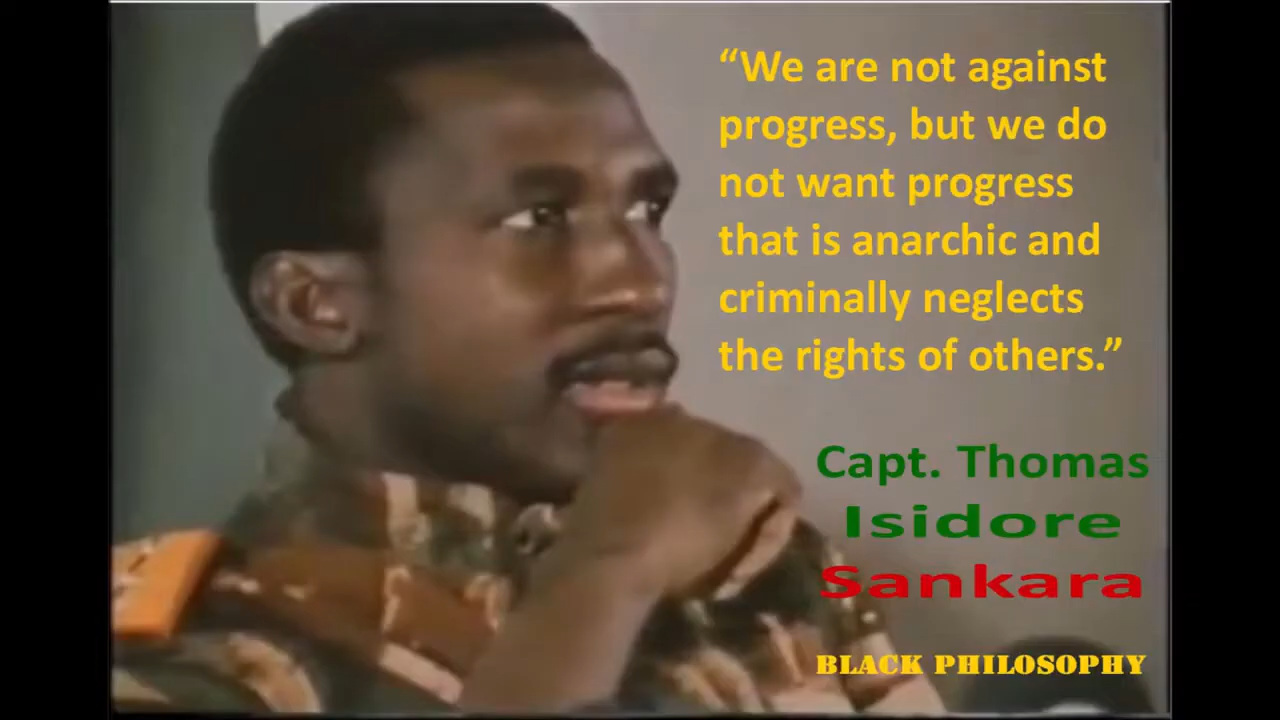 “We are not against
progress, but we do
not want progress
that is anarchic and
criminally neglects
the rights of others.”
Capt. Thomas
Isidore
Sankara
BLACK PHILOSOPHY